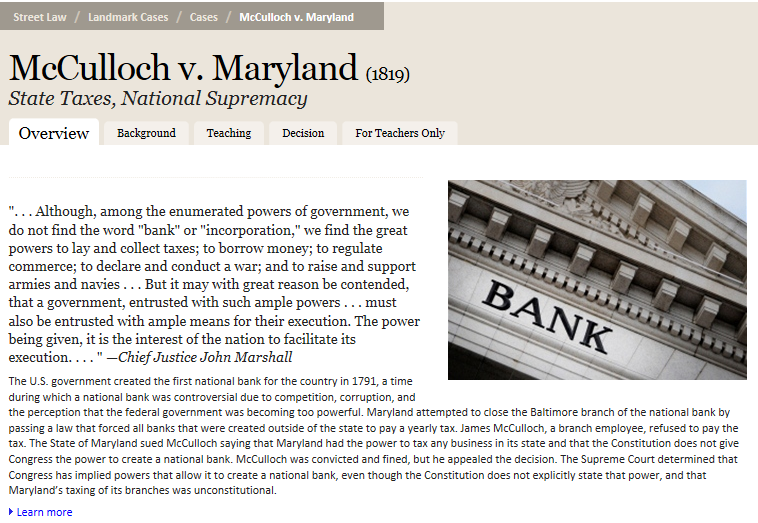 Street Law / Landmark Cases / Cases / McCulloch v. Maryland
McCulloch v. Maryland (1819)
State Taxes, National Supremacy
Overview Background Teaching Decision For Teachers Only
". . . Although, among the enumerated powers of government, we
do not find the word "bank" or "incorporation," we find the great
powers to lay and collect taxes; to borrow money; to regulate
commerce; to declare and conduct a war; and to raise and support
armies and navies . . . But it may with great reason be contended,
that a government, entrusted with such ample powers . . . must
also be entrusted with ample means for their execution. The power
being given, it is the interest of the nation to facilitate its
execution. . . . " —Chief Justice John Marshall
BANK
The U.S. government created the first national bank for the country in 1791, a time
during which a national bank was controversial due to competition, corruption, and
the perception that the federal government was becoming too powerful. Maryland attempted to close the Baltimore branch of the national bank by
passing a law that forced all banks that were created outside of the state to pay a yearly tax. James McCulloch, a branch employee, refused to pay the
tax. The State of Maryland sued McCulloch saying that Maryland had the power to tax any business in its state and that the Constitution does not give
Congress the power to create a national bank. McCulloch was convicted and fined, but he appealed the decision. The Supreme Court determined that
Congress has implied powers that allow it to create a national bank, even though the Constitution does not explicitly state that power, and that
Maryland's taxing of its branches was unconstitutional.
Learn more